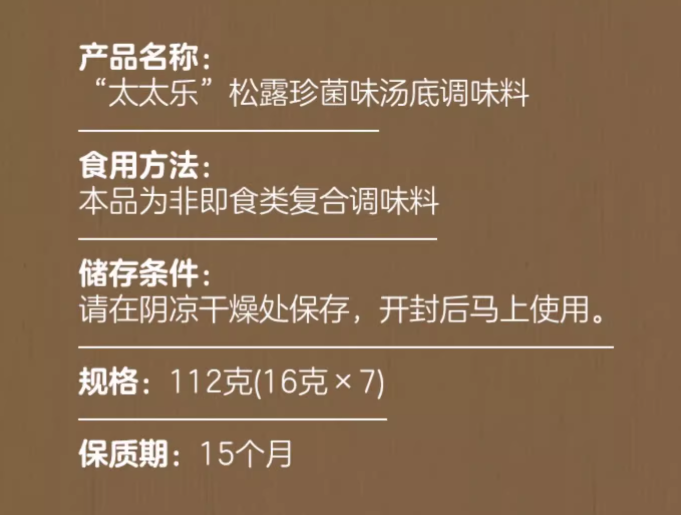 产品名称：
“太太乐”松露珍菌味汤底调味料
食用方法：
本品为非即食类复合调味料
储存条件：
请在阴凉干燥处保存，开封后马上使用。
规格：112克(16克×7)
保质期：15个月